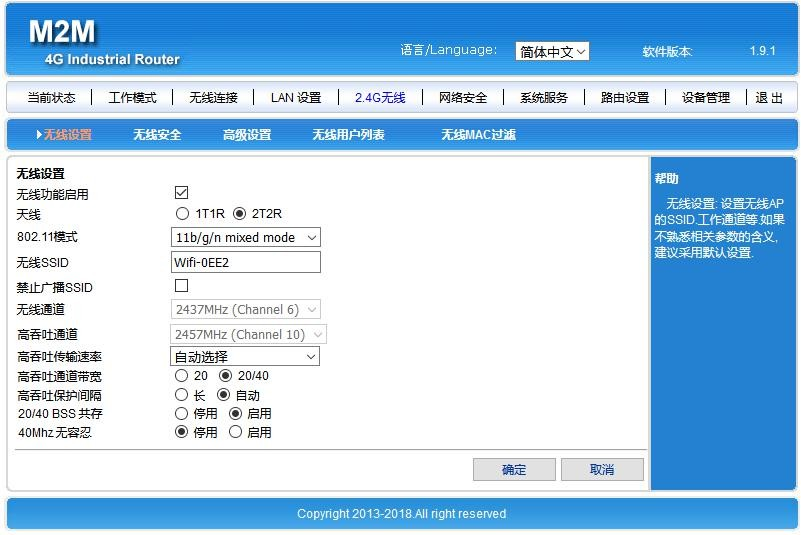 M2M
4G Industrial Router
语言/Language: 简体中文 软件版本: 1.9.1
当前状态 工作模式 无线连接 LAN 设置 2.4G无线 网络安全 系统服务 路由设置 设备管理 退出
无线设置 无线安全 高级设置 无线用户列表 无线MAC过滤
无线设置
无线功能启用
天线 1T1R 2T2R
802.11模式 11b/g/n mixed mode
无线SSID Wifi-0EE2
禁止广播SSID
无线通道 2437MHz (Channel 6)
高吞吐通道 2457MHz (Channel 10)
高吞吐传输速率 自动选择
高吞吐通道带宽 20 20/40
高吞吐保护间隔 长 自动
20/40 BSS 共存 停用 启用
40Mhz 无容忍 停用 启用
确定 取消
帮助
无线设置: 设置无线AP
的SSID.工作通道等.如果
不熟悉相关参数的含义,
建议采用默认设置.
Copyright 2013-2018.All right reserved